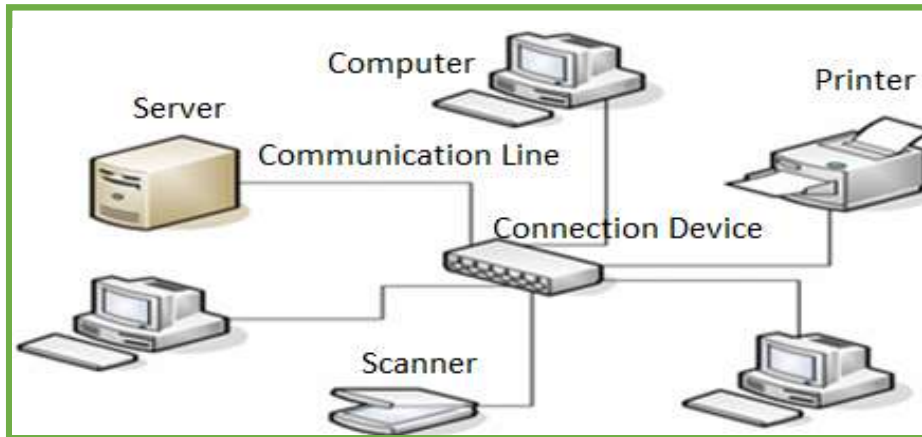 Computer
Printer
Server
Communication Line
Connection Device
Scanner